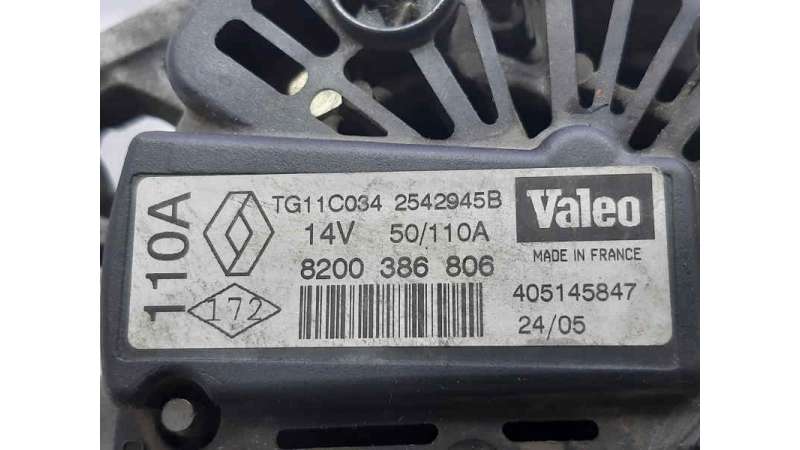 110A
TG11C034 2542945B
14V 50/110A
8200 386 806
172
Valeo
MADE IN FRANCE
405145847
24/05